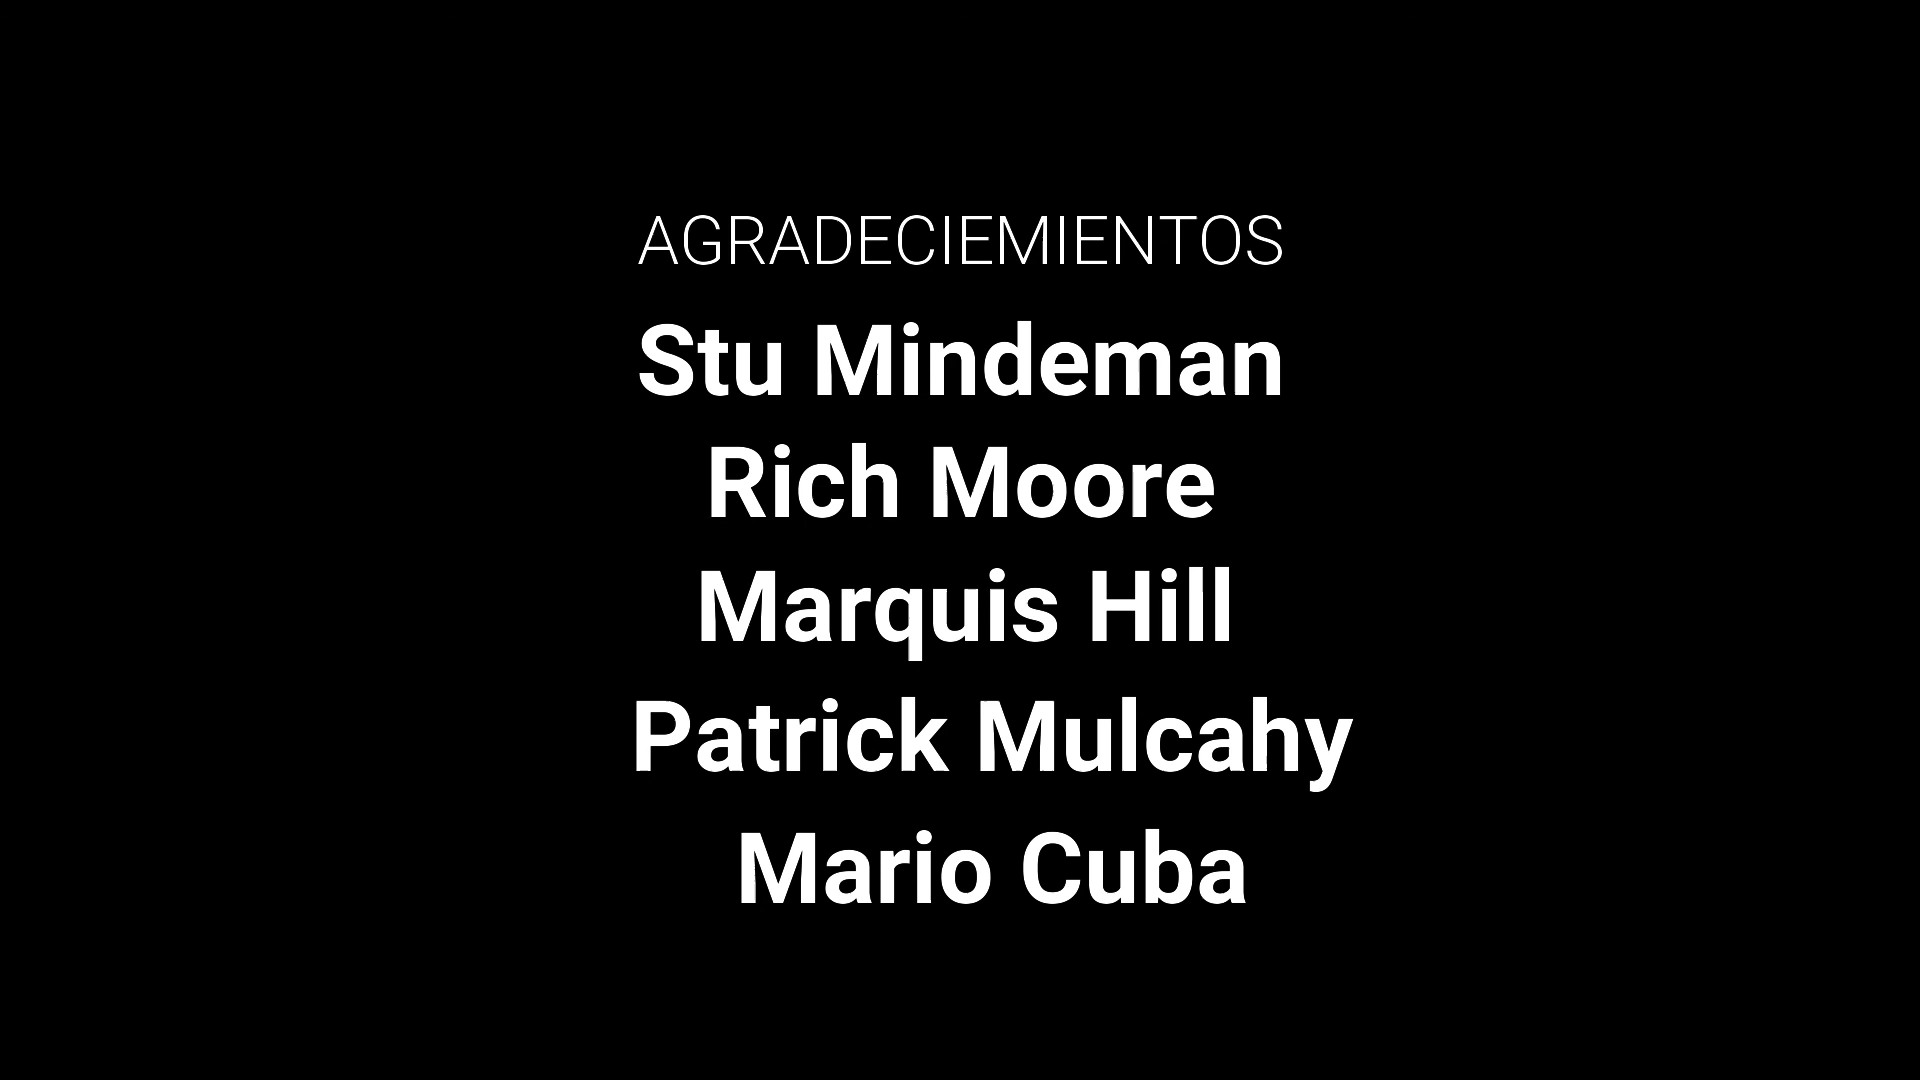 AGRADECIEMIENTOS
Stu Mindeman
Rich Moore
Marquis Hill
Patrick Mulcahy
Mario Cuba